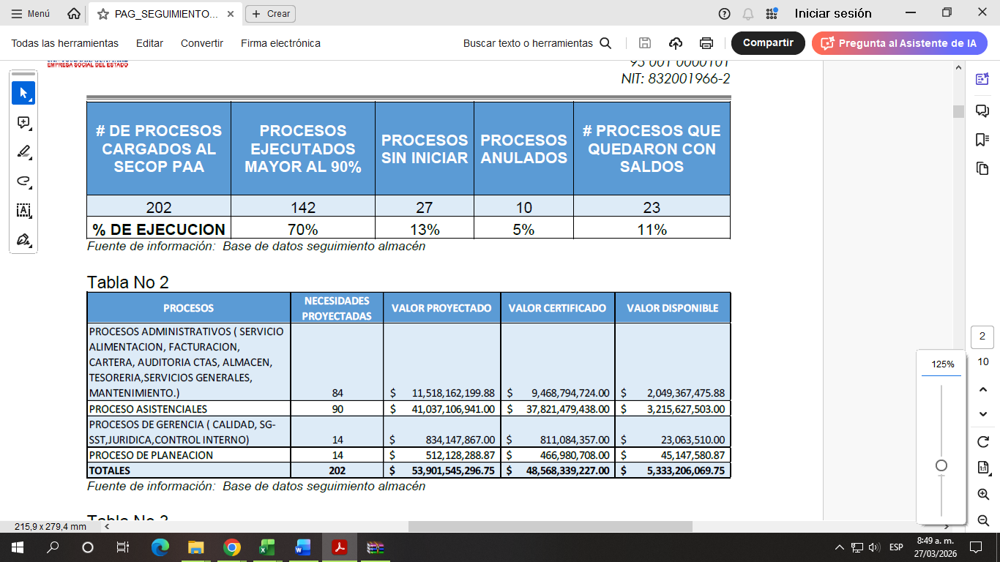 Menú
PAG_SEGUIMIENTO...
Crear
Iniciar sesión
Todas las herramientas
Editar
Convertir
Firma electrónica
Buscar texto o herramientas
Compartir
Pregunta al Asistente de IA
EMPRESA SOCIAL DEL ESTADO
95 001 0000101
NIT: 832001966-2
# DE PROCESOS CARGADOS AL SECOP PAA
PROCESOS EJECUTADOS MAYOR AL 90%
PROCESOS SIN INICIAR
PROCESOS ANULADOS
# PROCESOS QUE QUEDARON CON SALDOS
202 142 27 10 23
% DE EJECUCION 70% 13% 5% 11%
Fuente de información: Base de datos seguimiento almacén
Tabla No 2
PROCESOS
NECESIDADES PROYECTADAS
VALOR PROYECTADO
VALOR CERTIFICADO
VALOR DISPONIBLE
PROCESOS ADMINISTRATIVOS ( SERVICIO
ALIMENTACION, FACTURACION,
CARTERA, AUDITORIA CTAS, ALMACEN,
TESORERIA,SERVICIOS GENERALES,
MANTENIMIENTO.) 84 $ 11,518,162,199.88 $ 9,468,794,724.00 $ 2,049,367,475.88
PROCESO ASISTENCIALES 90 $ 41,037,106,941.00 $ 37,821,479,438.00 $ 3,215,627,503.00
PROCESOS DE GERENCIA ( CALIDAD, SG-
SST,JURIDICA,CONTROL INTERNO) 14 $ 834,147,867.00 $ 811,084,357.00 $ 23,063,510.00
PROCESO DE PLANEACION 14 $ 512,128,288.87 $ 466,980,708.00 $ 45,147,580.87
TOTALES 202 $ 53,901,545,296.75 $ 48,568,339,227.00 $ 5,333,206,069.75
Fuente de información: Base de datos seguimiento almacén
Tabla No 3
2
10
125%
1:1
215,9 x 279,4 mm
ESP
8:49 a. m.
27/03/2026